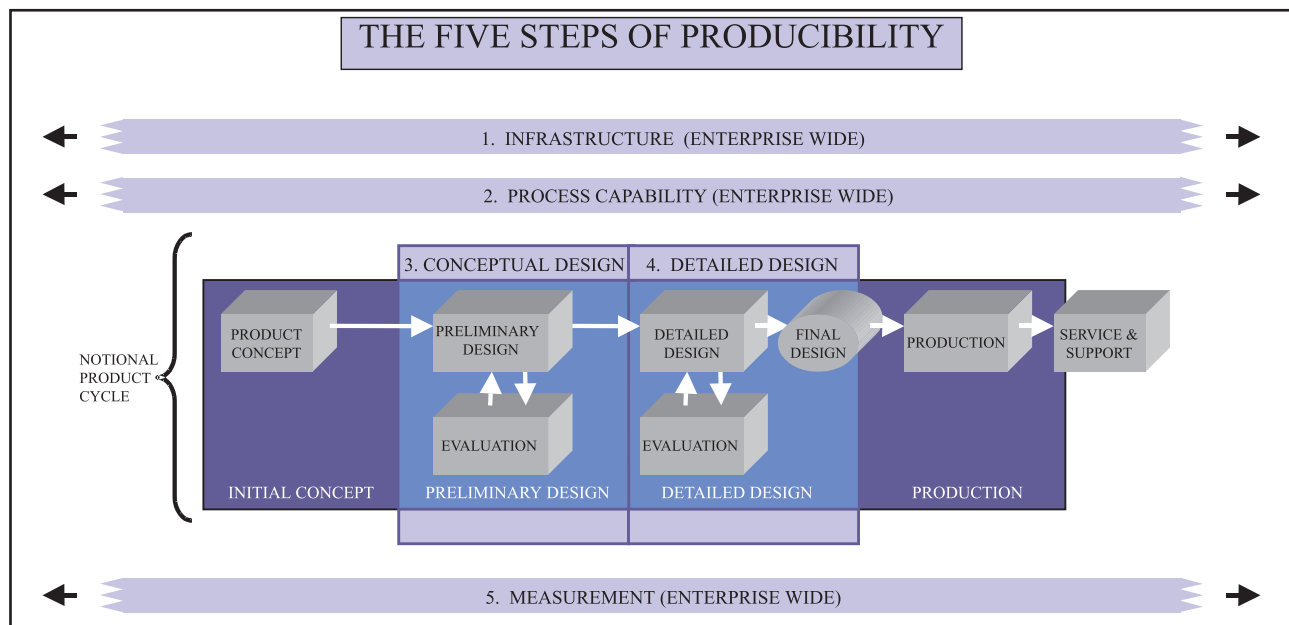 THE FIVE STEPS OF PRODUCIBILITY
1. INFRASTRUCTURE (ENTERPRISE WIDE)
2. PROCESS CAPABILITY (ENTERPRISE WIDE)
3. CONCEPTUAL DESIGN
4. DETAILED DESIGN
NOTIONAL
PRODUCT
CYCLE
PRODUCT
CONCEPT
PRELIMINARY
DESIGN
DETAILED
DESIGN
FINAL
DESIGN
PRODUCTION
SERVICE &
SUPPORT
EVALUATION
EVALUATION
INITIAL CONCEPT
PRELIMINARY DESIGN
DETAILED DESIGN
PRODUCTION
5. MEASUREMENT (ENTERPRISE WIDE)